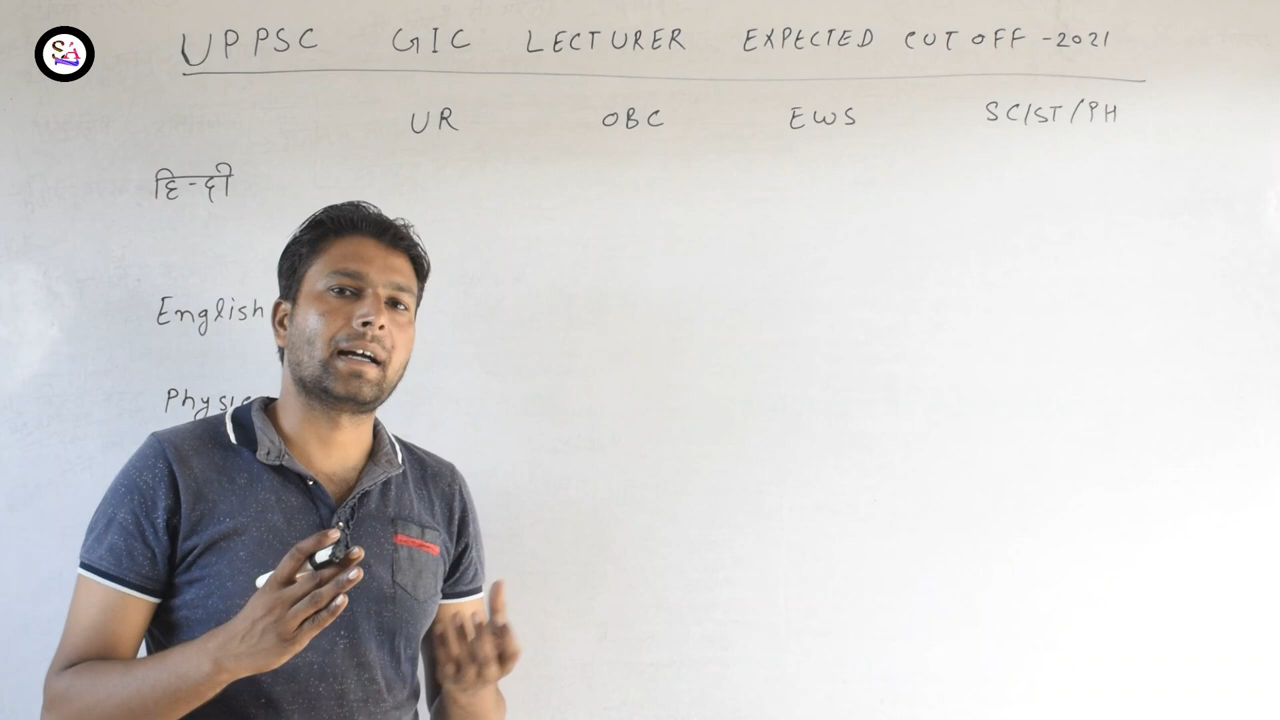 UPPSC GIC LECTURER EXPECTED CUT OFF -2021
UR OBC EWS SC/ST/PH
हिन्दी
English